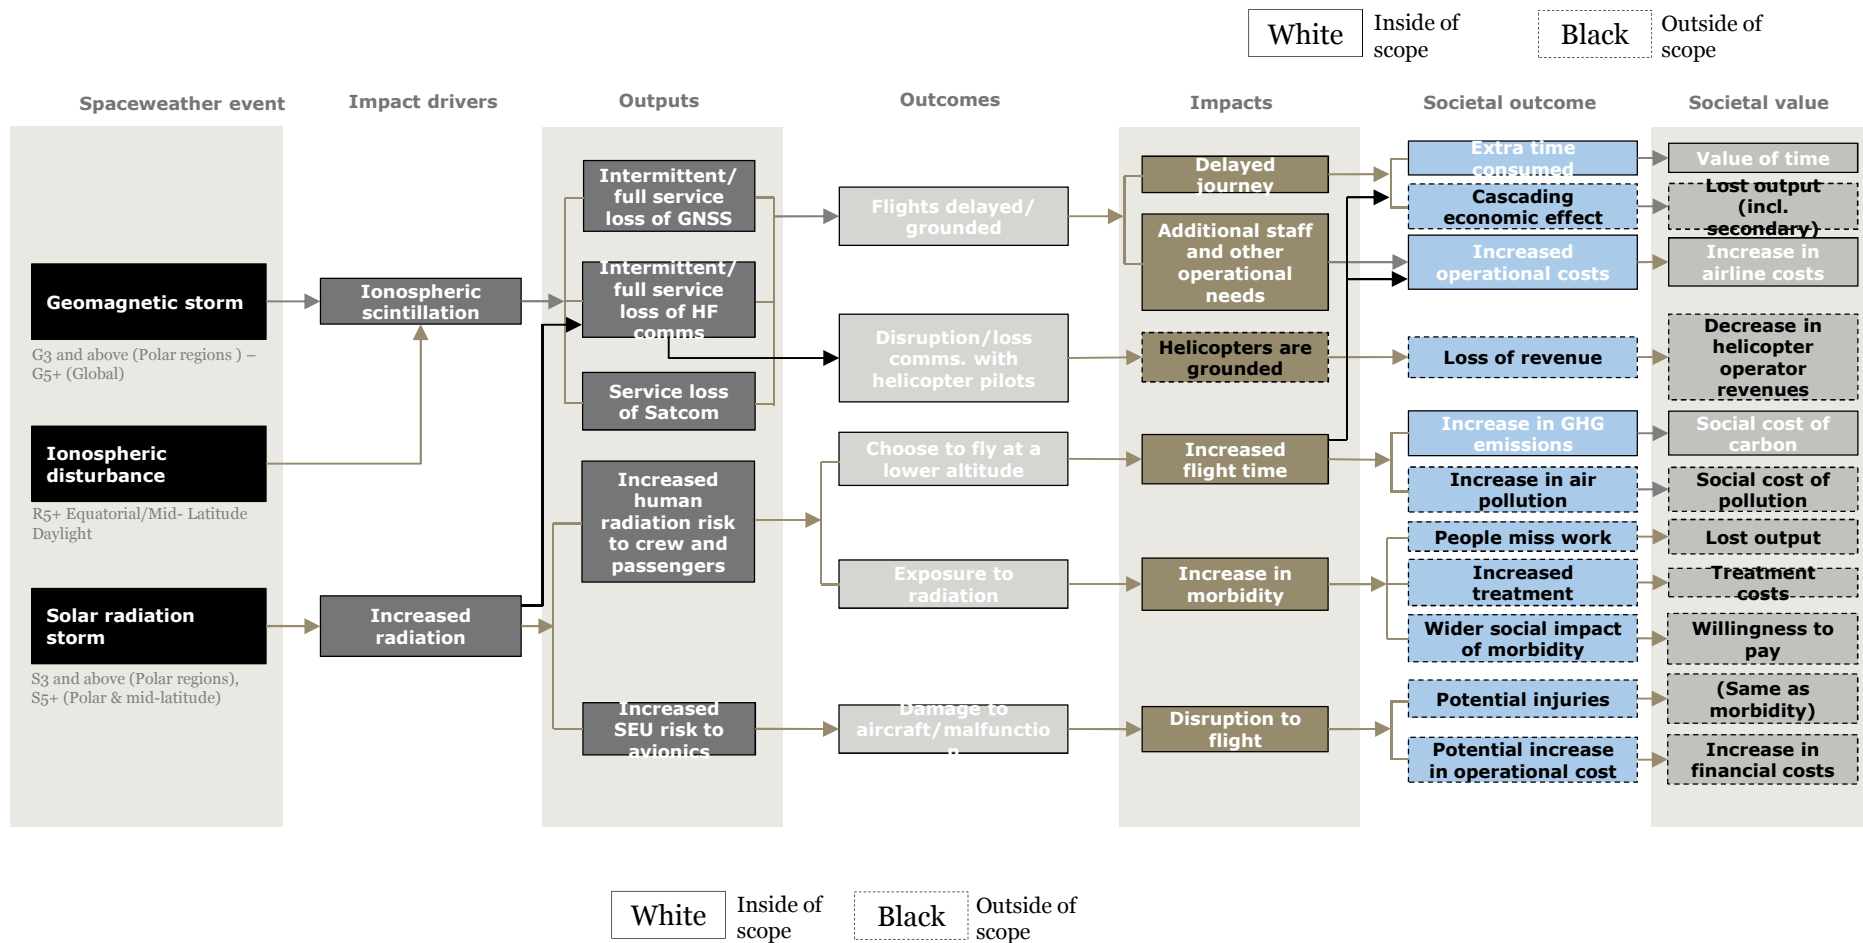 White
Inside of
scope
Black
Outside of
scope
Spaceweather event
Impact drivers
Outputs
Outcomes
Impacts
Societal outcome
Societal value
Geomagnetic storm
G3 and above (Polar regions ) –
G5+ (Global)
Ionospheric
disturbance
R5+ Equatorial/Mid- Latitude
Daylight
Solar radiation
storm
S3 and above (Polar regions),
S5+ (Polar & mid-latitude)
Ionospheric
scintillation
Increased
radiation
Intermittent/
full service
loss of GNSS
Intermittent/
full service
loss of HF
comms
Service loss
of Satcom
Increased
human
radiation risk
to crew and
passengers
Increased
SEU risk to
avionics
Flights delayed/
grounded
Disruption/loss
comms. with
helicopter pilots
Choose to fly at a
lower altitude
Exposure to
radiation
Damage to
aircraft/malfunctio
n
Delayed
journey
Additional staff
and other
operational
needs
Helicopters are
grounded
Increased
flight time
Increase in
morbidity
Disruption to
flight
Extra time
consumed
Cascading
economic effect
Increased
operational costs
Loss of revenue
Increase in GHG
emissions
Increase in air
pollution
People miss work
Increased
treatment
Wider social impact
of morbidity
Potential injuries
Potential increase
in operational cost
Value of time
Lost output
(incl.
secondary)
Increase in
airline costs
Decrease in
helicopter
operator
revenues
Social cost of
carbon
Social cost of
pollution
Lost output
Treatment
costs
Willingness to
pay
(Same as
morbidity)
Increase in
financial costs
White
Inside of
scope
Black
Outside of
scope